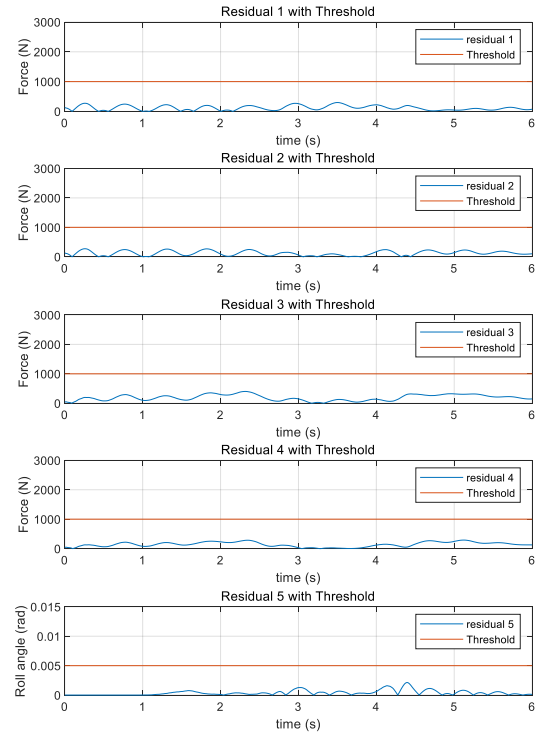 Residual 1 with Threshold
3000
2000
1000
0
Force (N)
residual 1
Threshold
0 1 2 3 4 5 6
time (s)
Residual 2 with Threshold
3000
2000
1000
0
Force (N)
residual 2
Threshold
0 1 2 3 4 5 6
time (s)
Residual 3 with Threshold
3000
2000
1000
0
Force (N)
residual 3
Threshold
0 1 2 3 4 5 6
time (s)
Residual 4 with Threshold
3000
2000
1000
0
Force (N)
residual 4
Threshold
0 1 2 3 4 5 6
time (s)
Residual 5 with Threshold
0.015
0.01
0.005
0
Roll angle (rad)
residual 5
Threshold
0 1 2 3 4 5 6
time (s)